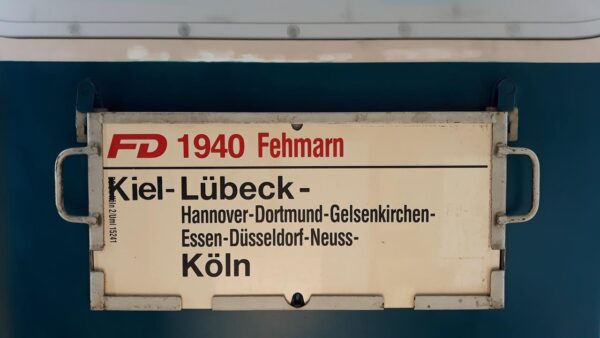 FD 1940 Fehmarn
Kiel-Lübeck-
Hannover-Dortmund-Gelsenkirchen-
Essen-Düsseldorf-Neuss-
Köln